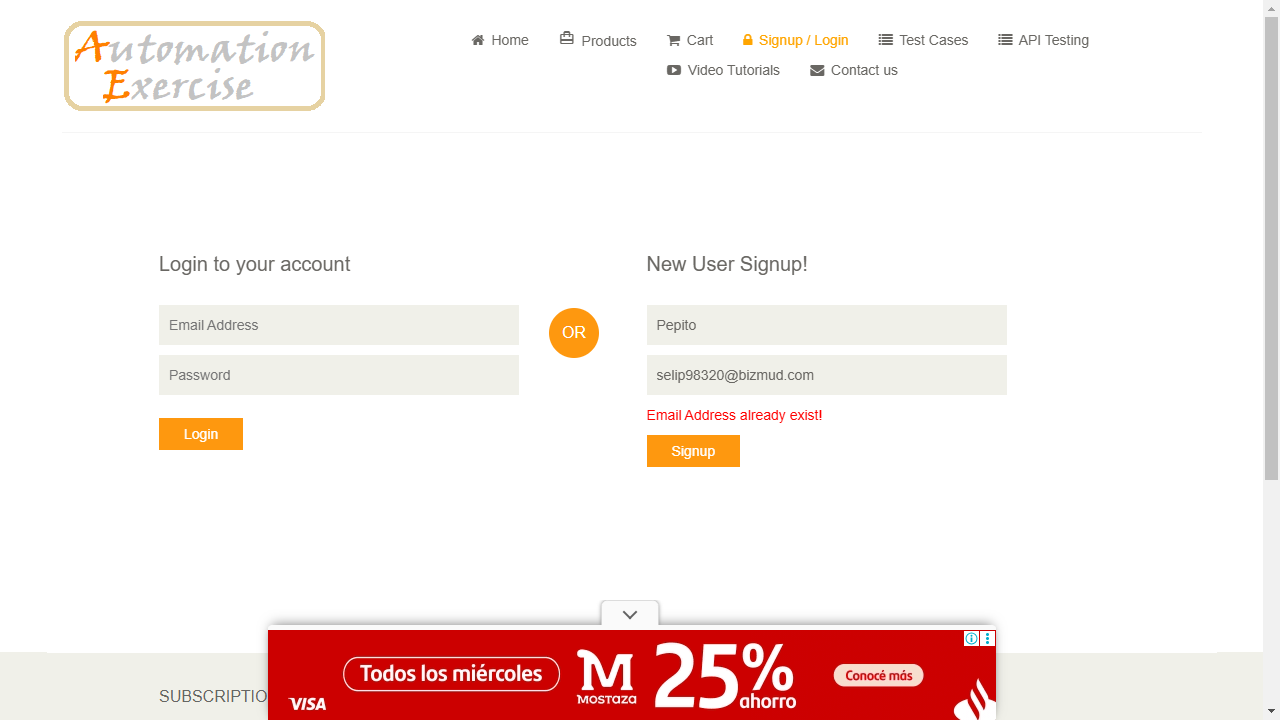 Automation
Exercise
Home
Products
Cart
Signup / Login
Test Cases
API Testing
Video Tutorials
Contact us
Login to your account
New User Signup!
Email Address
OR
Pepito
Password
selip98320@bizmud.com
Email Address already exist!
Login
Signup
SUBSCRIPTIO
Todos los miércoles
VISA
M
MOSTAZA
25%
ahorro
Conocé más